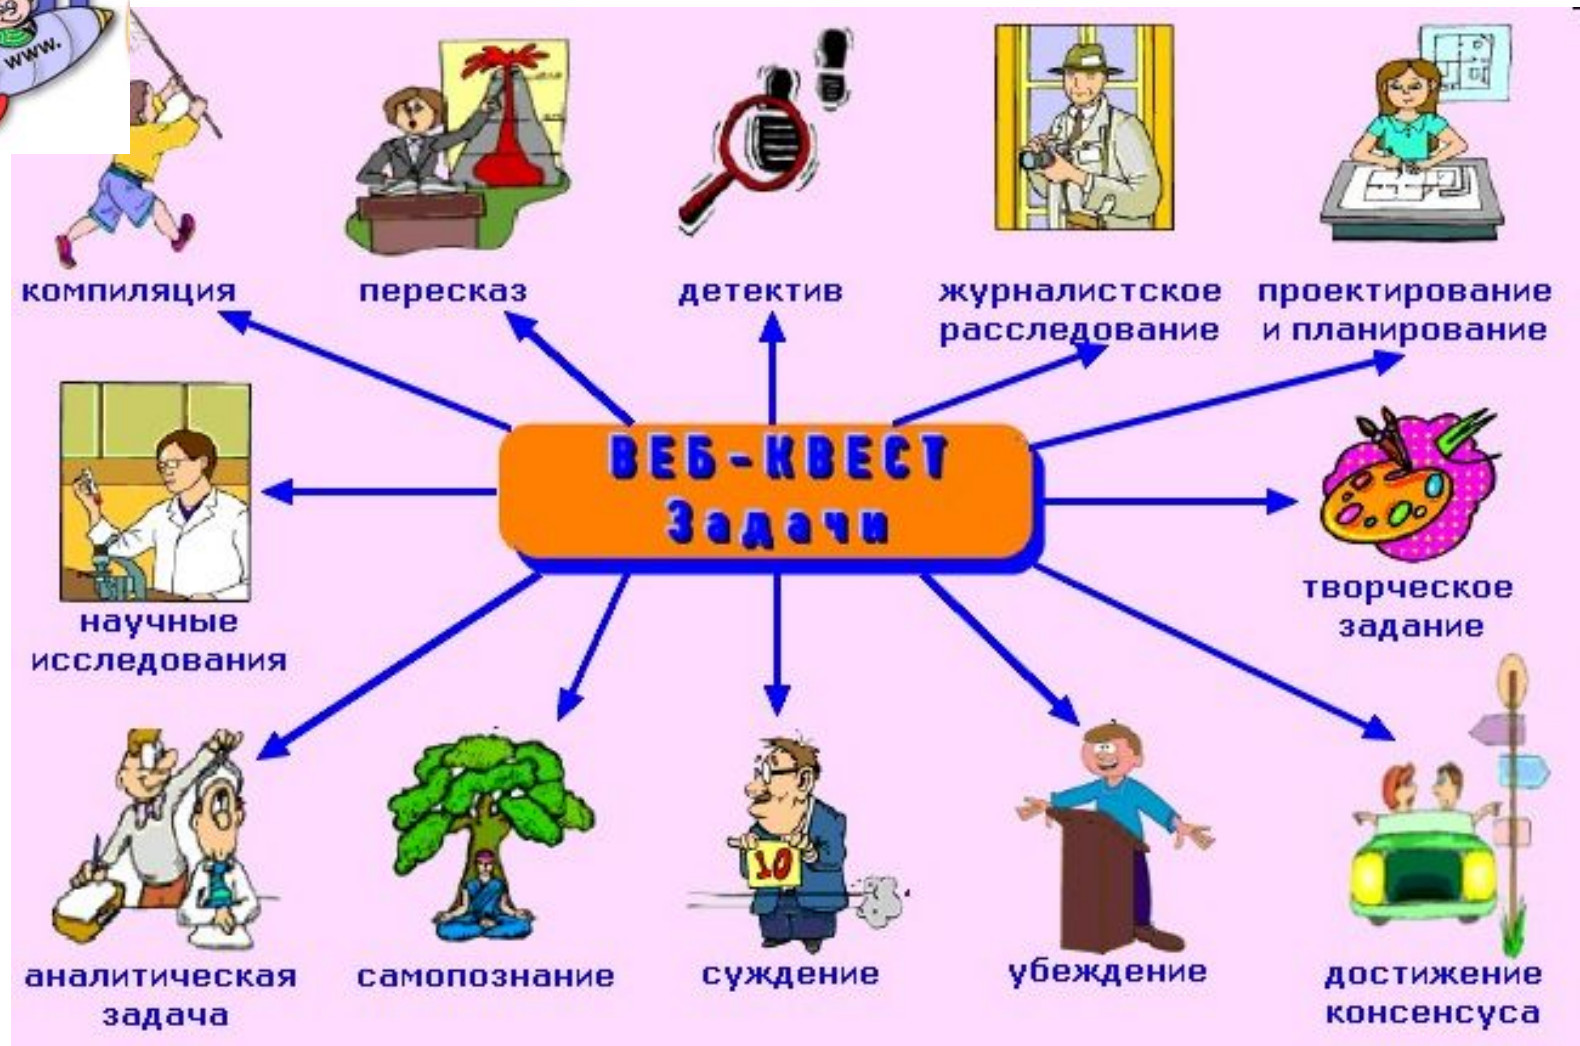 www.
компиляция
пересказ
детектив
журналистское
расследование
проектирование
и планирование
ВЕБ-КВЕСТ
Задачи
творческое
задание
научные
исследования
10
аналитическая
задача
самопознание
суждение
убеждение
достижение
консенсуса